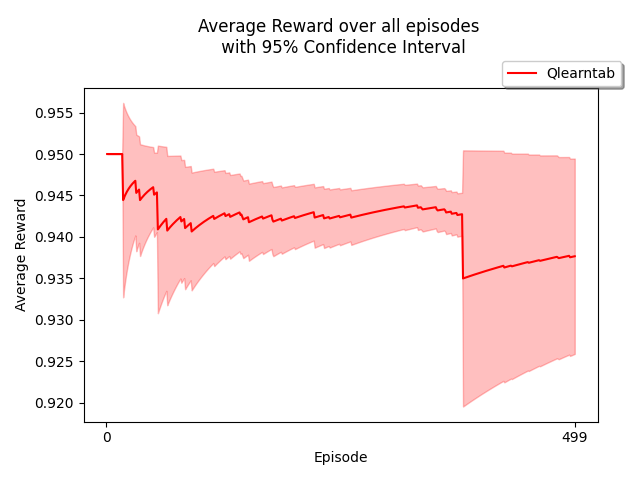 Average Reward over all episodes
with 95% Confidence Interval
Qlearntab
0.955
0.950
0.945
0.940
0.935
0.930
0.925
0.920
Average Reward
0
499
Episode